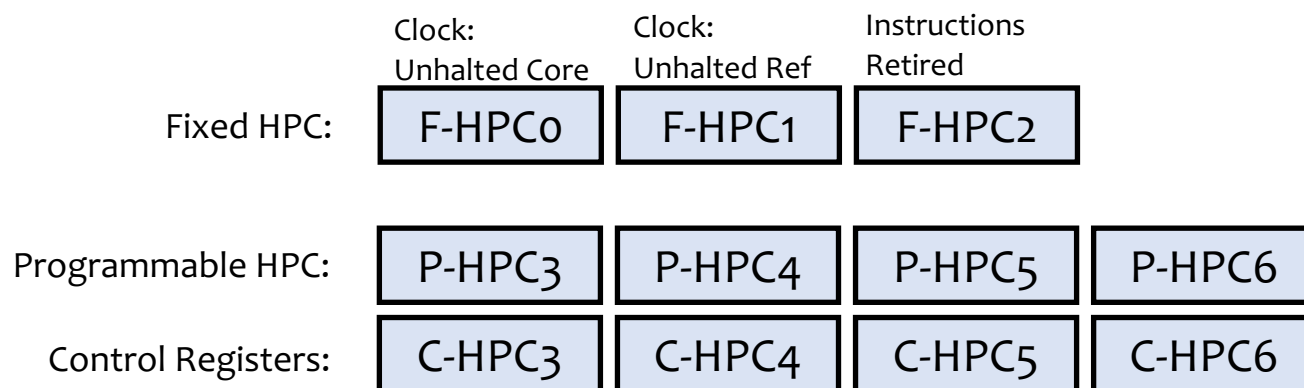 Clock:
Unhalted Core
Clock:
Unhalted Ref
Instructions
Retired
Fixed HPC:
F-HPC0
F-HPC1
F-HPC2
Programmable HPC:
P-HPC3
P-HPC4
P-HPC5
P-HPC6
Control Registers:
C-HPC3
C-HPC4
C-HPC5
C-HPC6